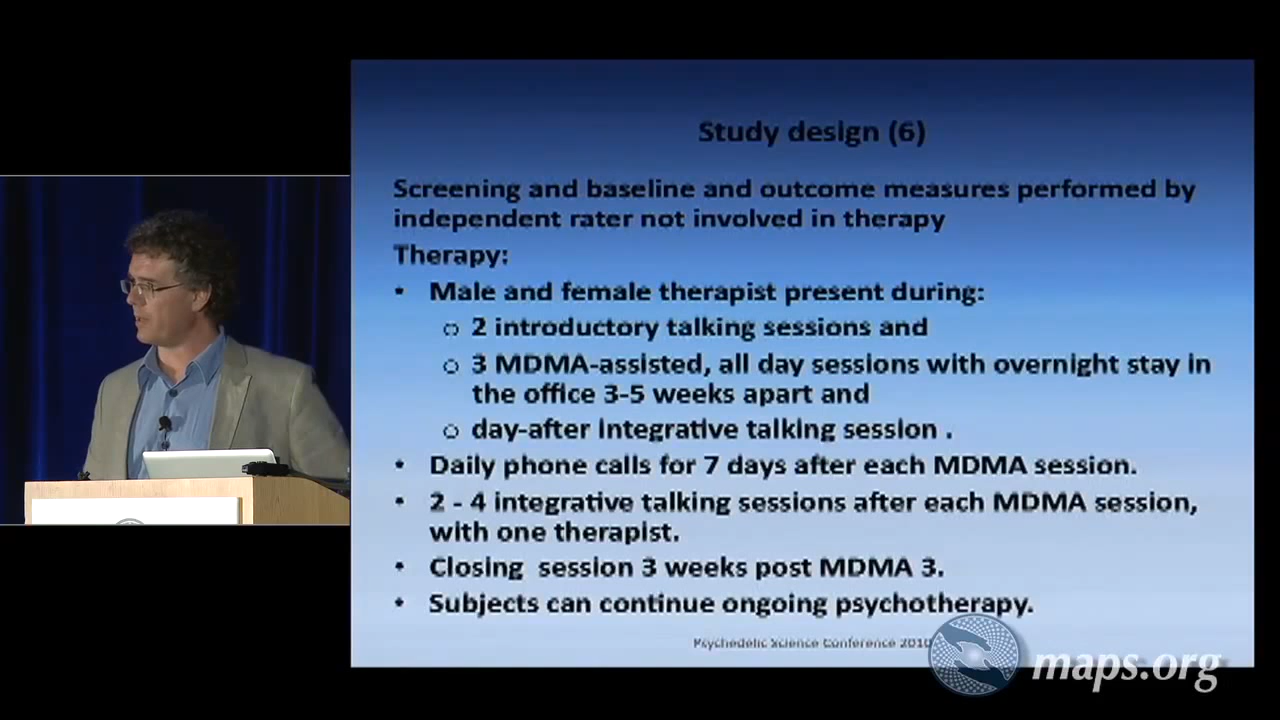 Study design (6)
Screening and baseline and outcome measures performed by
independent rater not involved in therapy
Therapy:
• Male and female therapist present during:
o 2 introductory talking sessions and
o 3 MDMA-assisted, all day sessions with overnight stay in
the office 3-5 weeks apart and
o day-after integrative talking session .
• Daily phone calls for 7 days after each MDMA session.
• 2 - 4 integrative talking sessions after each MDMA session,
with one therapist.
• Closing  session 3 weeks post MDMA 3.
• Subjects can continue ongoing psychotherapy.
Psychedelic Science Conference 2010
maps.org